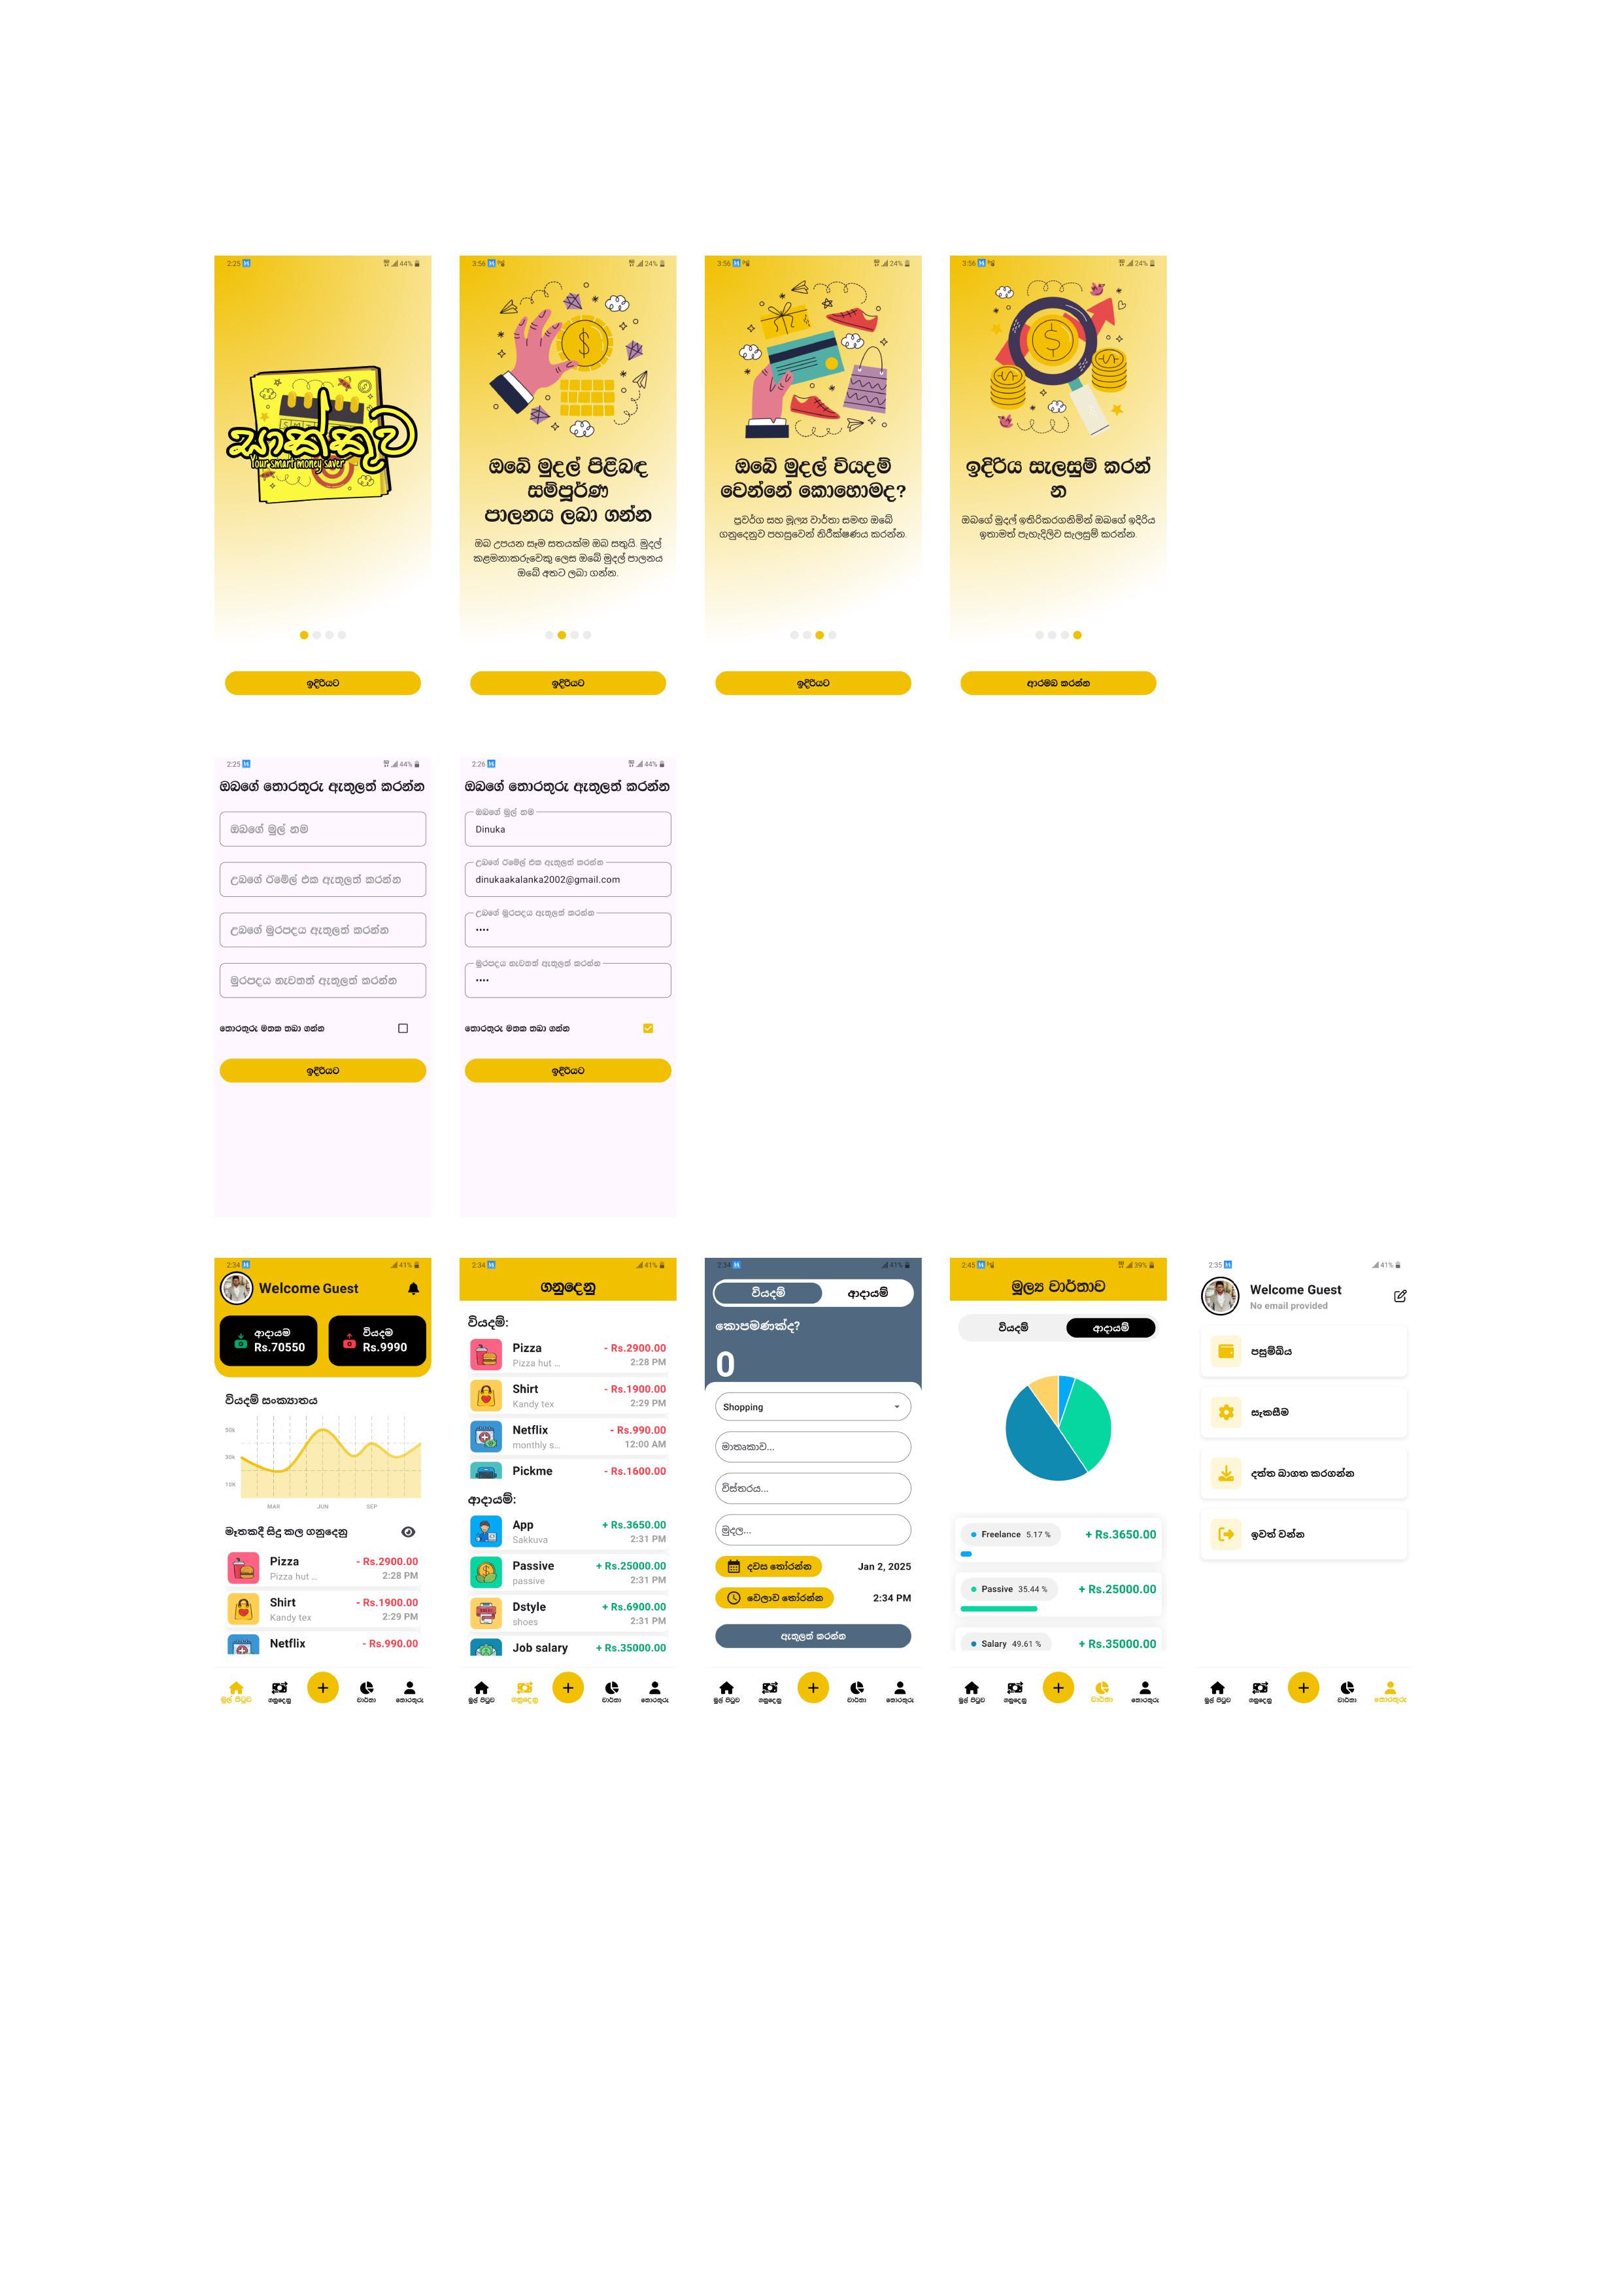 2:25 44%
සාක්කුව
Your smart money saver
ඉදිරියට
3:56 24%
ඔබේ මුදල් පිළිබඳ
සම්පූර්ණ
පාලනය ලබා ගන්න
ඔබ උපයන සෑම සතයක්ම ඔබ සතුයි. මුදල්
කළමනාකරුවෙකු ලෙස ඔබේ මුදල් පාලනය
ඔබේ අතට ලබා ගන්න.
ඉදිරියට
3:56 24%
ඔබේ මුදල් වියදම්
වෙන්නේ කොහොමද?
ප්‍රවර්ග සහ මූල්‍ය වාර්තා සමඟ ඔබේ
ගනුදෙනුව පහසුවෙන් නිරීක්ෂණය කරන්න.
ඉදිරියට
3:56 24%
ඉදිරිය සැලසුම් කරන්
න
ඔබගේ මුදල් ඉතිරිකරගනිමින් ඔබගේ ඉදිරිය
ඉතාමත් පැහැදිලිව සැලසුම් කරන්න.
ආරමඹ කරන්න
2:25 44%
ඔබගේ තොරතුරු ඇතුලත් කරන්න
ඔබගේ මුල් නම
උබගේ ඊමේල් එක ඇතුලත් කරන්න
උබගේ මුරපදය ඇතුලත් කරන්න
මුරපදය නැවතත් ඇතුලත් කරන්න
තොරතුරු මතක තබා ගන්න
ඉදිරියට
2:26 44%
ඔබගේ තොරතුරු ඇතුලත් කරන්න
ඔබගේ මුල් නම
Dinuka
උබගේ ඊමේල් එක ඇතුලත් කරන්න
dinukaakalanka2002@gmail.com
උබගේ මුරපදය ඇතුලත් කරන්න
••••
මුරපදය නැවතත් ඇතුලත් කරන්න
••••
තොරතුරු මතක තබා ගන්න
ඉදිරියට
2:34 41%
Welcome Guest
ආදායම
Rs.70550
වියදම
Rs.9990
වියදම් සංඛ්‍යාතය
50k
30k
10K
MAR JUN SEP
මෑතකදී සිදු කල ගනුදෙනු
Pizza - Rs.2900.00
Pizza hut ... 2:28 PM
Shirt - Rs.1900.00
Kandy tex 2:29 PM
Netflix - Rs.990.00
මුල් පිටුව ගනුදෙනු + වාර්තා තොරතුරු
2:34 41%
ගනුදෙනු
වියදම්:
Pizza - Rs.2900.00
Pizza hut ... 2:28 PM
Shirt - Rs.1900.00
Kandy tex 2:29 PM
Netflix - Rs.990.00
monthly s... 12:00 AM
Pickme - Rs.1600.00
ආදායම්:
App + Rs.3650.00
Sakkuva 2:31 PM
Passive + Rs.25000.00
passive 2:31 PM
Dstyle + Rs.6900.00
shoes 2:31 PM
Job salary + Rs.35000.00
මුල් පිටුව ගනුදෙනු + වාර්තා තොරතුරු
2:34 41%
වියදම් ආදායම්
කොපමණක්ද?
0
Shopping
මාතෘකාව...
විස්තරය...
මුදල...
දවස තෝරන්න Jan 2, 2025
වෙලාව තෝරන්න 2:34 PM
ඇතුලත් කරන්න
මුල් පිටුව ගනුදෙනු + වාර්තා තොරතුරු
2:45 39%
මූල්‍ය වාර්තාව
වියදම් ආදායම්
Freelance 5.17 % + Rs.3650.00
Passive 35.44 % + Rs.25000.00
Salary 49.61 % + Rs.35000.00
මුල් පිටුව ගනුදෙනු + වාර්තා තොරතුරු
2:35 41%
Welcome Guest
No email provided
පසුම්බිය
සැකසීම
දත්ත බාගත කරගන්න
ඉවත් වන්න
මුල් පිටුව ගනුදෙනු + වාර්තා තොරතුරු